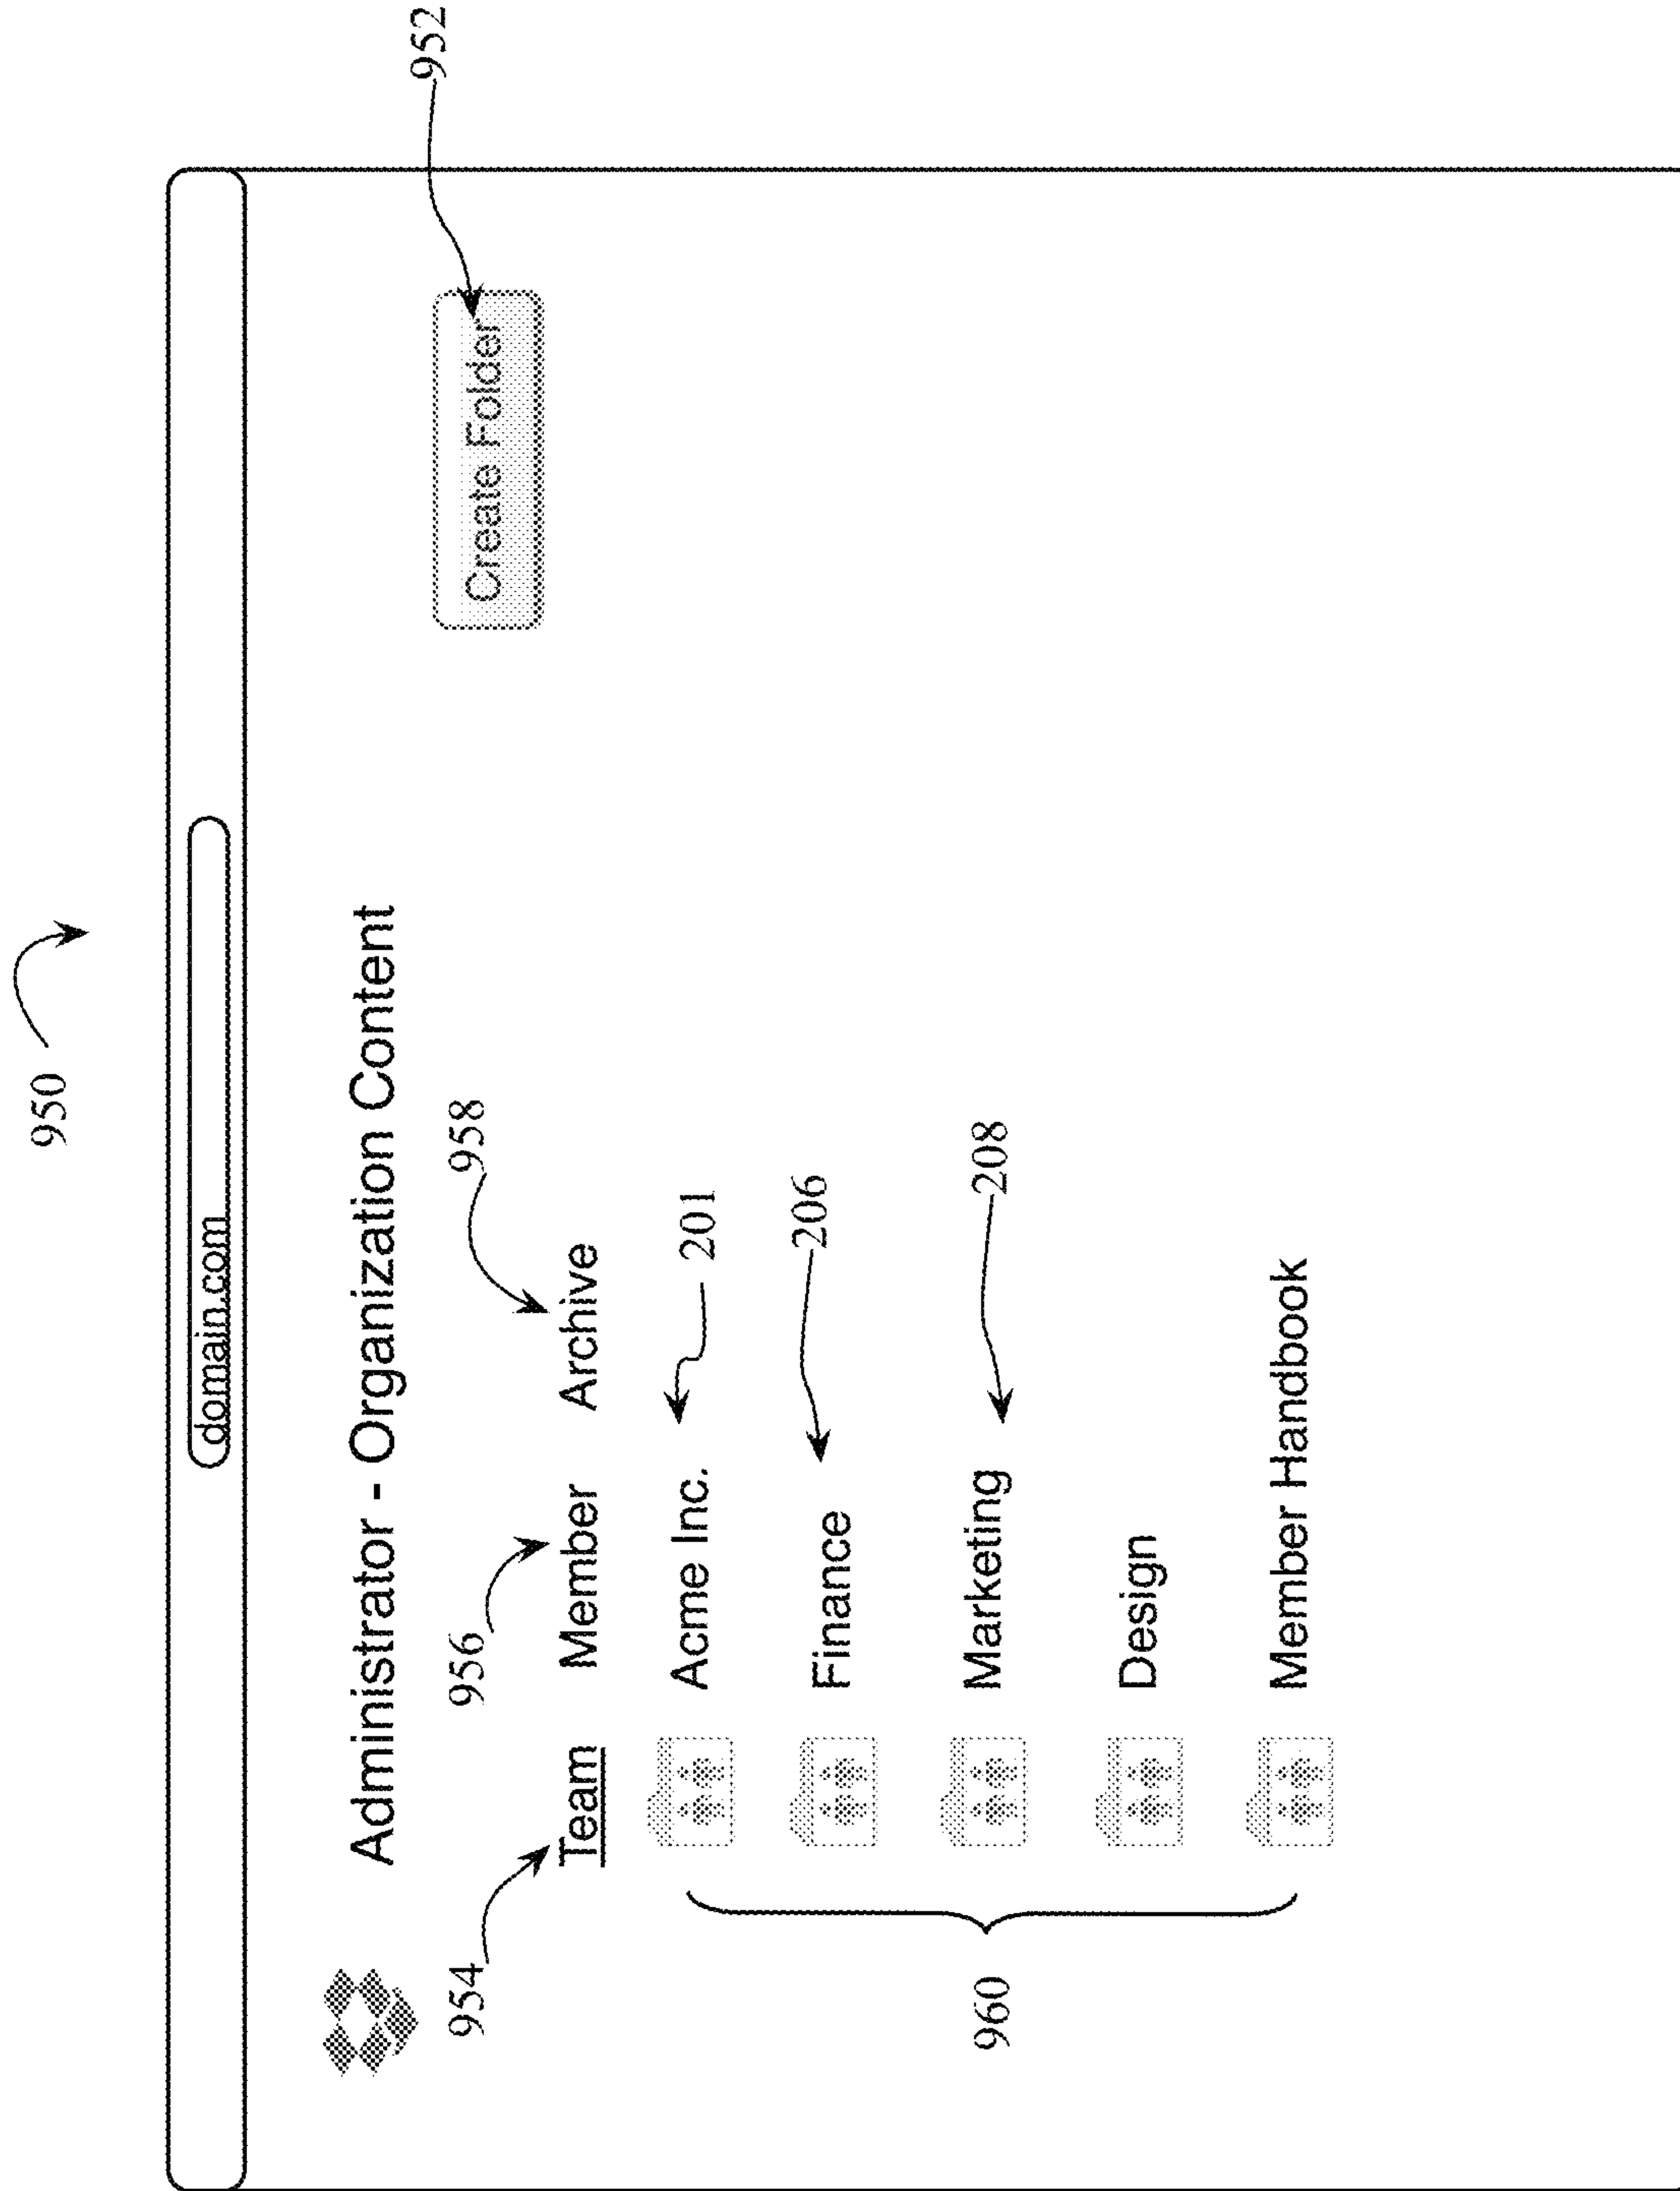 950
domain.com
Administrator - Organization Content
952
954 956 958
Create Folder
Team Member Archive
Acme Inc. 201
Finance 206
Marketing 208
960
Design
Member Handbook